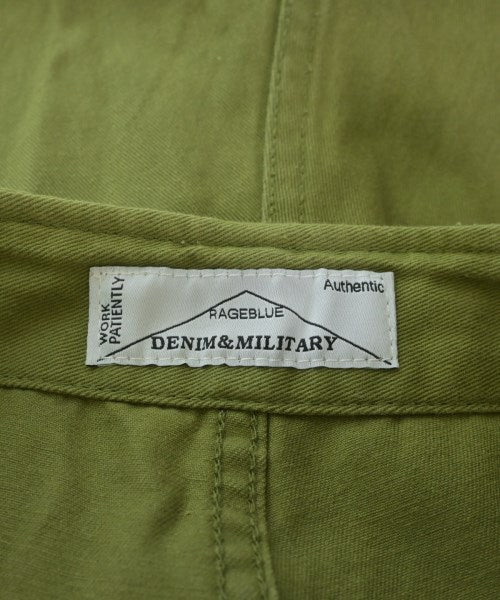 WORK
PATIENTLY
Authentic
RAGEBLUE
DENIM&MILITARY